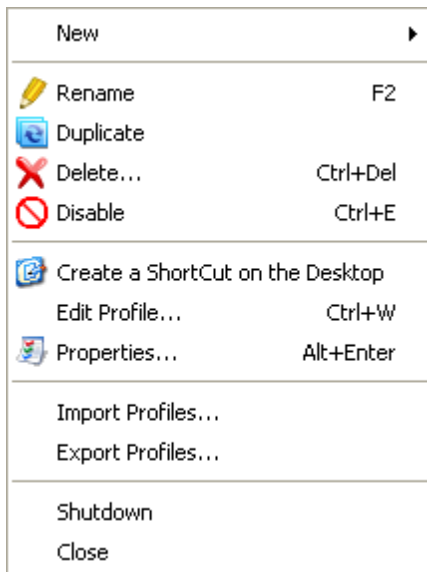 New
Rename F2
Duplicate
Delete... Ctrl+Del
Disable Ctrl+E
Create a ShortCut on the Desktop
Edit Profile... Ctrl+W
Properties... Alt+Enter
Import Profiles...
Export Profiles...
Shutdown
Close